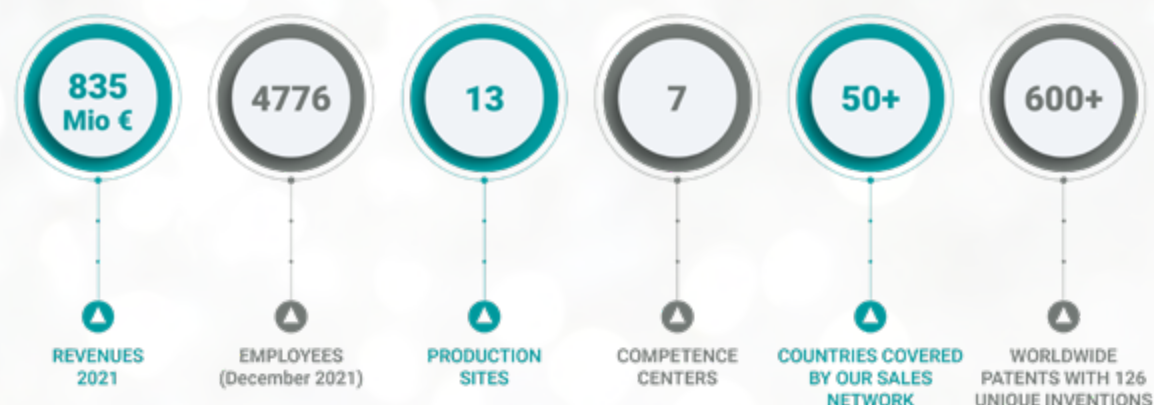 835
Mio €
4776
13
7
50+
600+
REVENUES
2021
EMPLOYEES
(December 2021)
PRODUCTION
SITES
COMPETENCE
CENTERS
COUNTRIES COVERED
BY OUR SALES
NETWORK
WORLDWIDE
PATENTS WITH 126
UNIQUE INVENTIONS